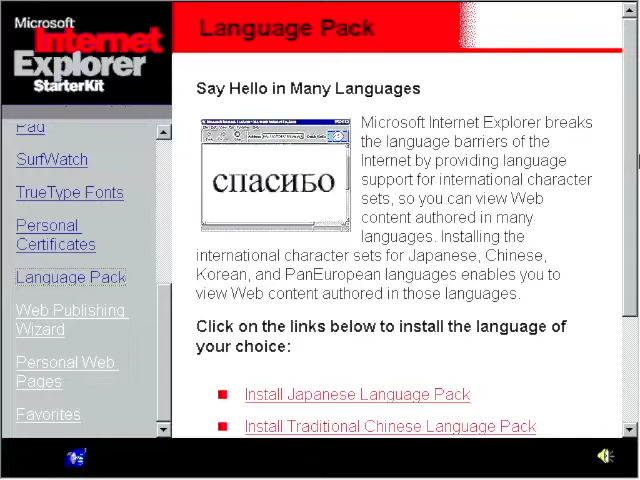 Microsoft
Internet
Explorer
StarterKit
Language Pack
Pad
SurfWatch
TrueType Fonts
Personal
Certificates
Language Pack
Web Publishing
Wizard
Personal Web
Pages
Favorites
Say Hello in Many Languages
спасибо
Microsoft Internet Explorer breaks
the language barriers of the
Internet by providing language
support for international character
sets, so you can view Web
content authored in many
languages. Installing the
international character sets for Japanese, Chinese,
Korean, and PanEuropean languages enables you to
view Web content authored in those languages.
Click on the links below to install the language of
your choice:
Install Japanese Language Pack
Install Traditional Chinese Language Pack